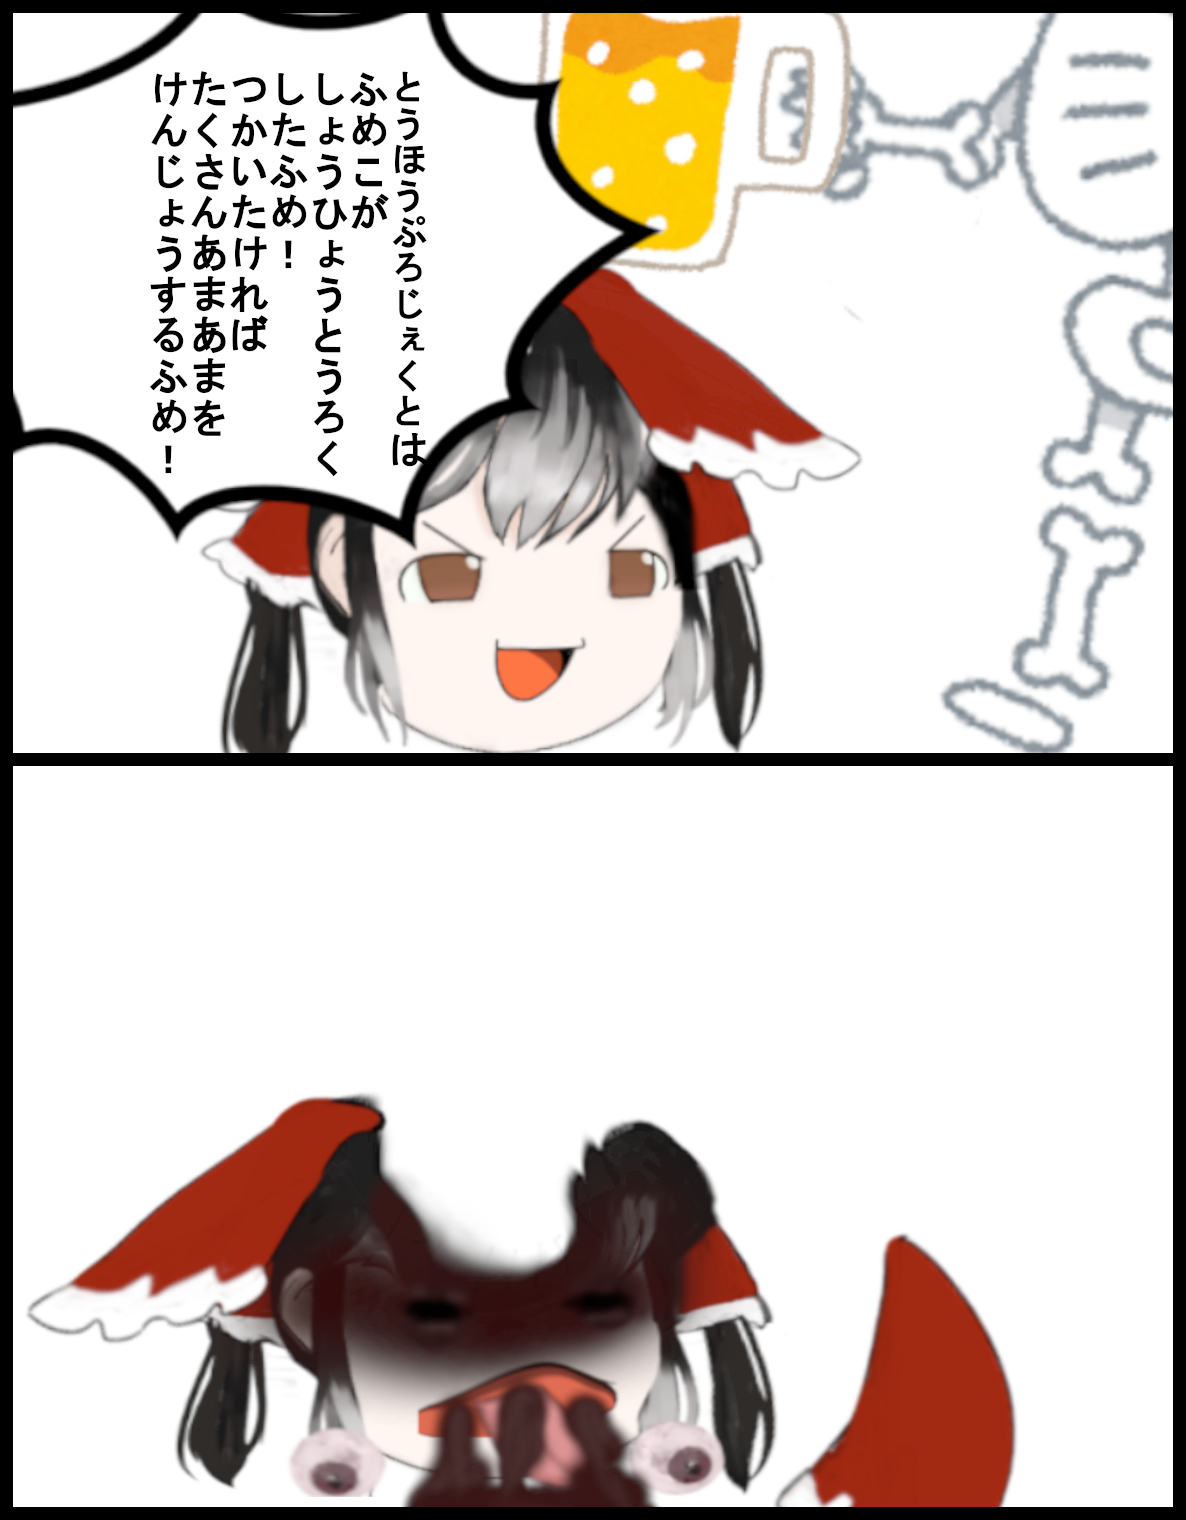 とうほうぷろじぇくとは
ふめこが
しょうひょうとうろく
したふめ！
つかいたければ
たくさんあまあまを
けんじょうするふめ！